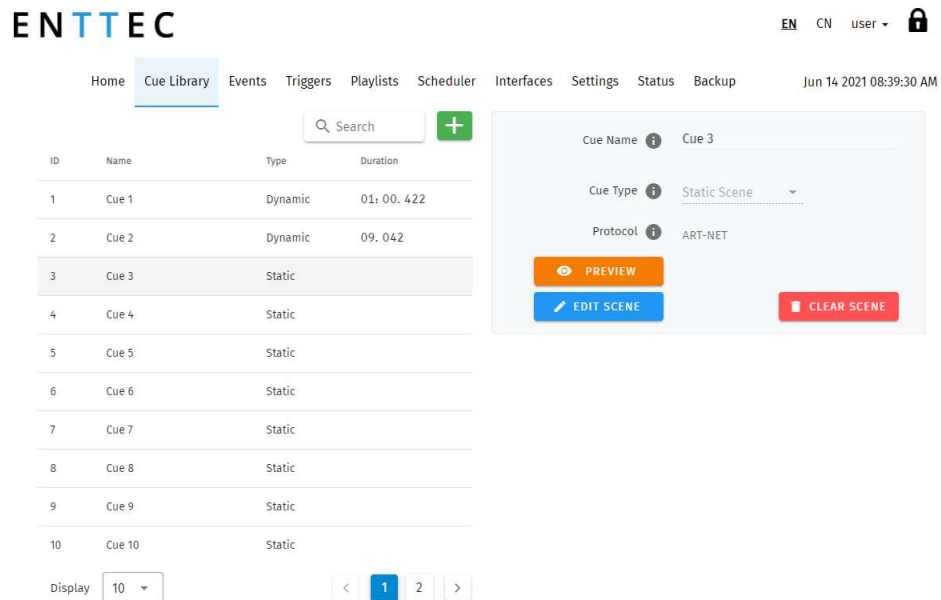 ENTTEC
EN CN user
Home Cue Library Events Triggers Playlists Scheduler Interfaces Settings Status Backup Jun 14 2021 08:39:30 AM
Search
ID Name Type Duration
1 Cue 1 Dynamic 01: 00. 422
2 Cue 2 Dynamic 09. 042
3 Cue 3 Static
4 Cue 4 Static
5 Cue 5 Static
6 Cue 6 Static
7 Cue 7 Static
8 Cue 8 Static
9 Cue 9 Static
10 Cue 10 Static
Display 10 < 1 2 >
Cue Name Cue 3
Cue Type Static Scene
Protocol ART-NET
PREVIEW
EDIT SCENE CLEAR SCENE